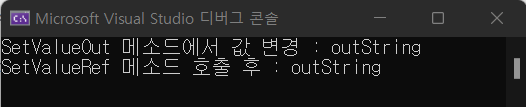 Microsoft Visual Studio 디버그 콘솔
SetValueOut 메소드에서 값 변경 : outString
SetValueRef 메소드 호출 후 : outString